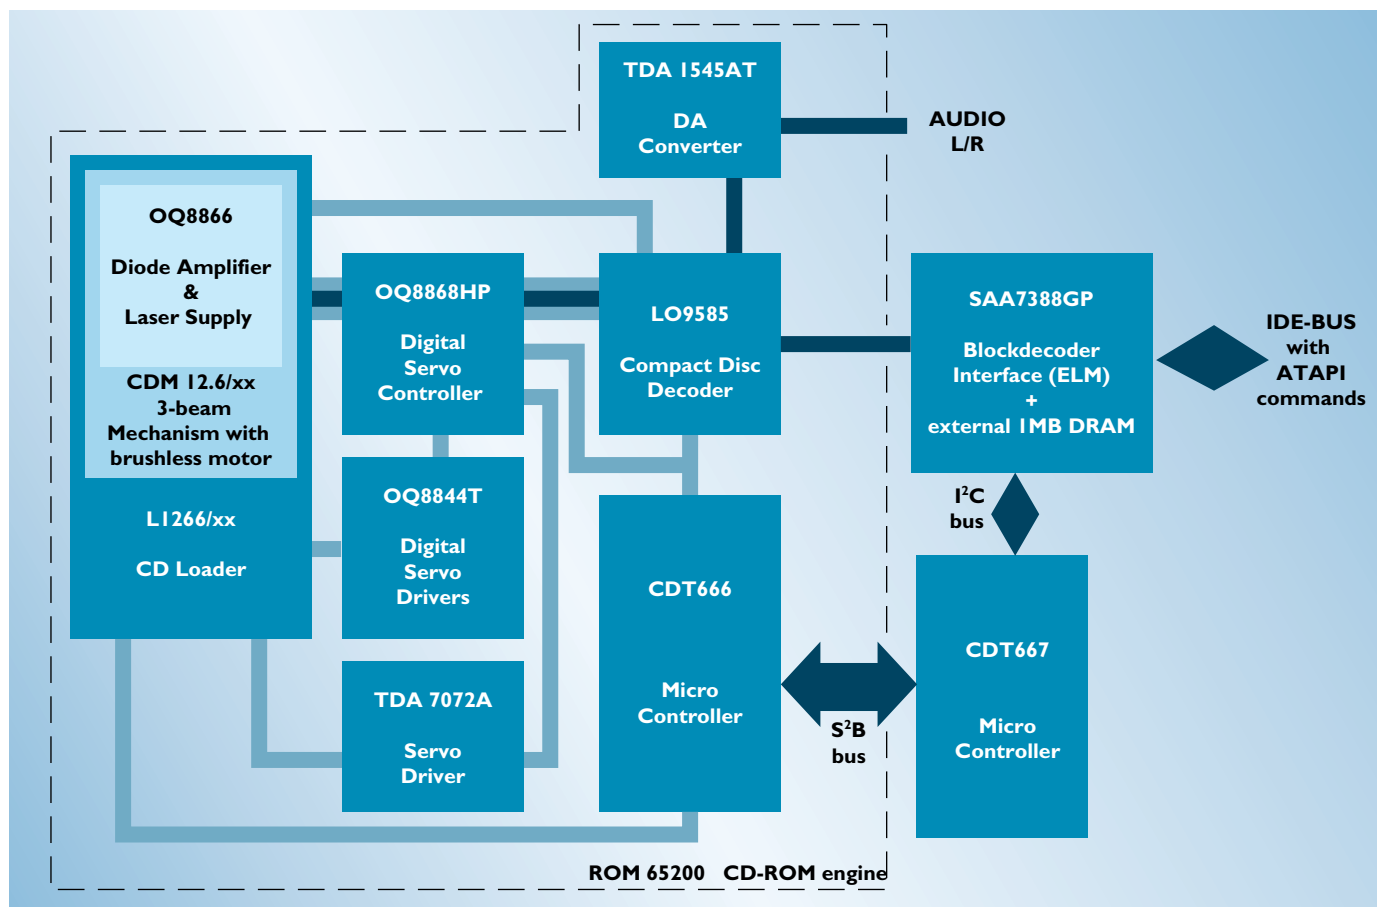 TDA 1545AT
DA
Converter
AUDIO
L/R
OQ8866
Diode Amplifier
&
Laser Supply
CDM 12.6/xx
3-beam
Mechanism with
brushless motor
L1266/xx
CD Loader
OQ8868HP
Digital
Servo
Controller
LO9585
Compact Disc
Decoder
SAA7388GP
Blockdecoder
Interface (ELM)
+
external 1MB DRAM
IDE-BUS
with
ATAPI
commands
OQ8844T
Digital
Servo
Drivers
I²C
bus
CDT666
Micro
Controller
TDA 7072A
Servo
Driver
S²B
bus
CDT667
Micro
Controller
ROM 65200 CD-ROM engine